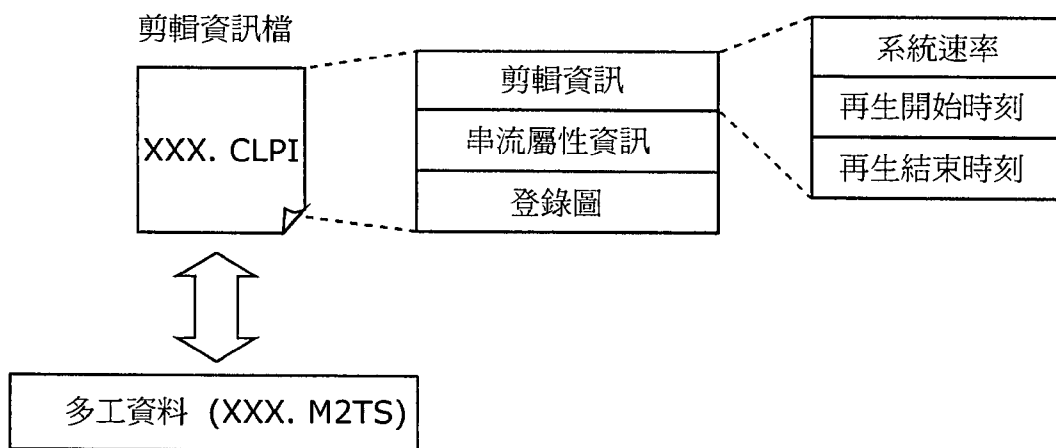 剪輯資訊檔
XXX. CLPI
剪輯資訊
串流屬性資訊
登錄圖
系統速率
再生開始時刻
再生結束時刻
多工資料 (XXX. M2TS)